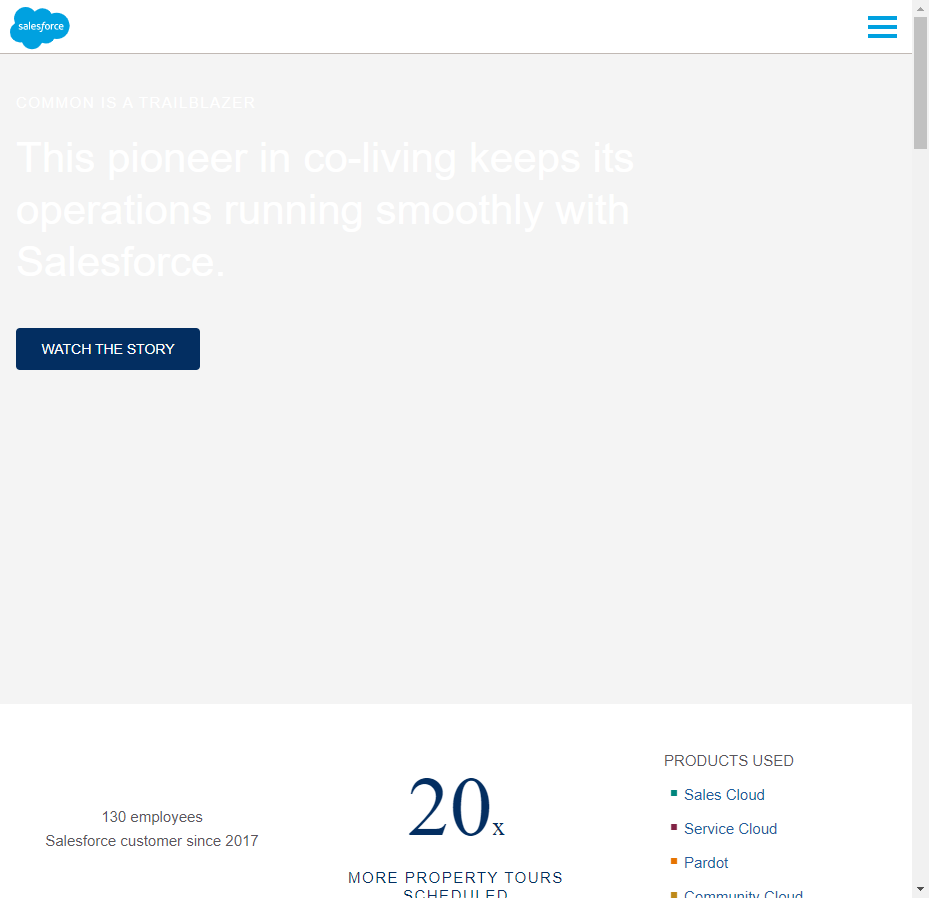 salesforce
COMMON IS A TRAILBLAZER
This pioneer in co-living keeps its
operations running smoothly with
Salesforce.
WATCH THE STORY
130 employees
Salesforce customer since 2017
20x
MORE PROPERTY TOURS
SCHEDULED
PRODUCTS USED
Sales Cloud
Service Cloud
Pardot
Community Cloud